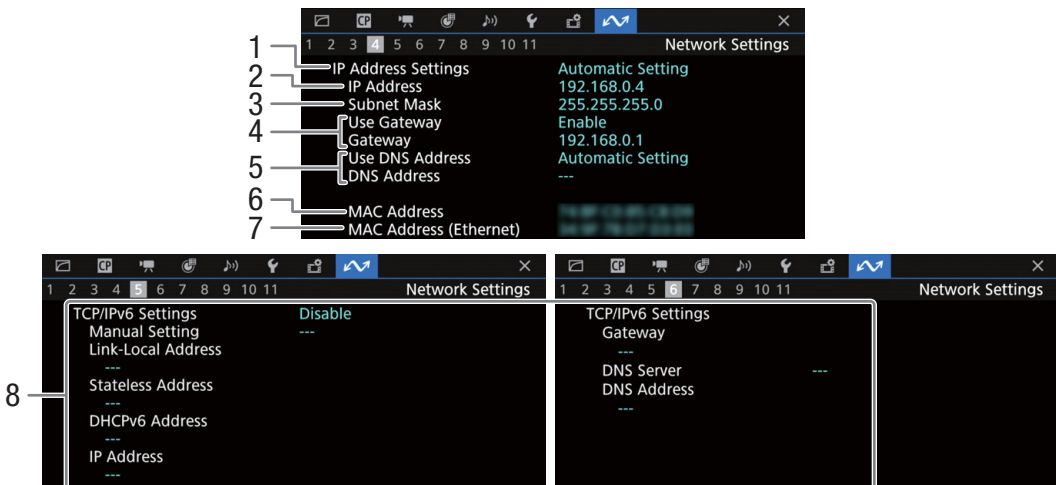 CP
1 2 3 4 5 6 7 8 9 10 11 Network Settings
1
IP Address Settings Automatic Setting
2
IP Address 192.168.0.4
3
Subnet Mask 255.255.255.0
4
Use Gateway Enable
Gateway 192.168.0.1
5
Use DNS Address Automatic Setting
DNS Address ---
6
MAC Address
7
MAC Address (Ethernet)
CP
1 2 3 4 5 6 7 8 9 10 11 Network Settings
8
TCP/IPv6 Settings Disable
Manual Setting ---
Link-Local Address
---
Stateless Address
---
DHCPv6 Address
---
IP Address
---
CP
1 2 3 4 5 6 7 8 9 10 11 Network Settings
TCP/IPv6 Settings
Gateway
---
DNS Server ---
DNS Address
---